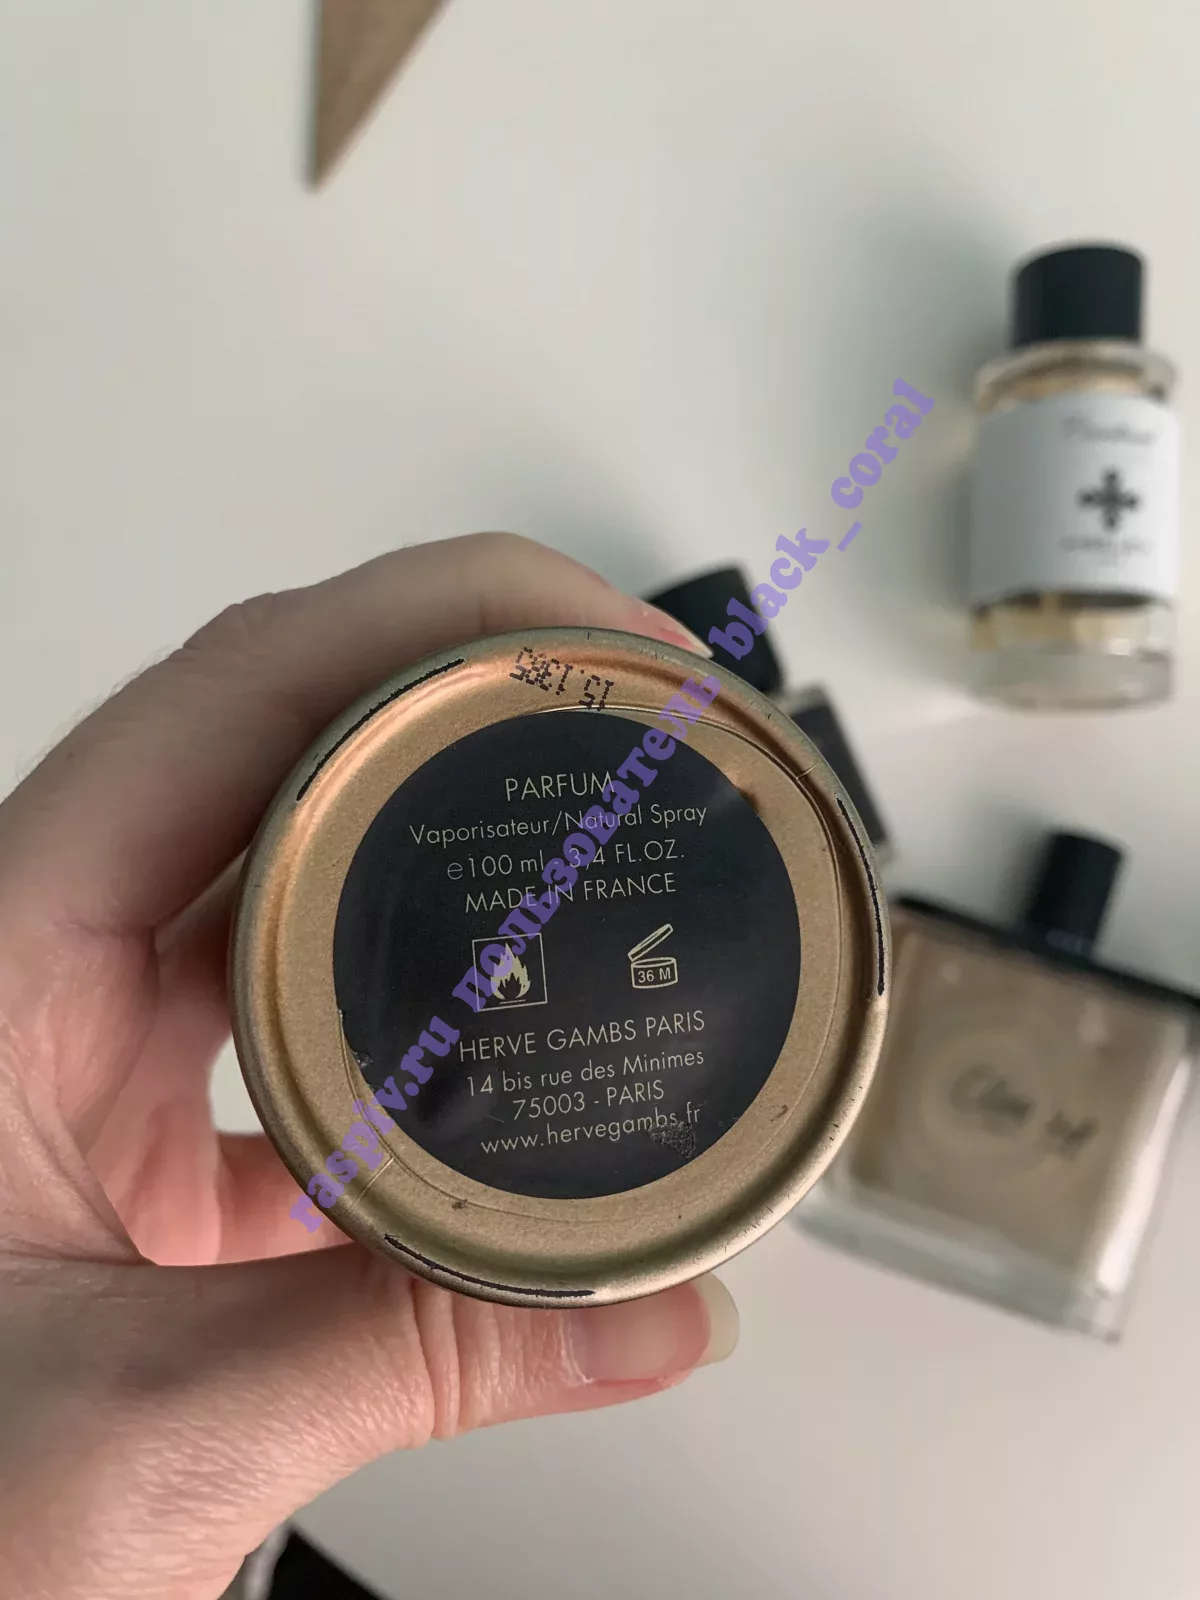 15.1385
PARFUM
Vaporisateur/Natural Spray
℮100 ml - 3,4 FL.OZ.
MADE IN FRANCE
36 M
HERVE GAMBS PARIS
14 bis rue des Minimes
75003 - PARIS
www.hervegambs.fr
raspiv.ru пользователь black_coral